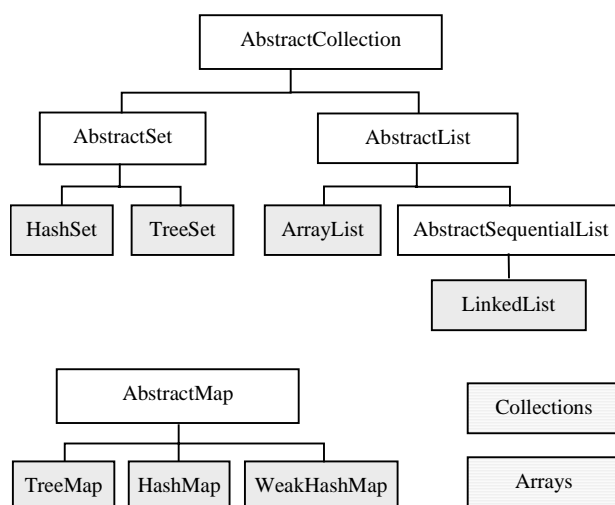 AbstractCollection
AbstractSet
AbstractList
HashSet
TreeSet
ArrayList
AbstractSequentialList
LinkedList
AbstractMap
Collections
TreeMap
HashMap
WeakHashMap
Arrays